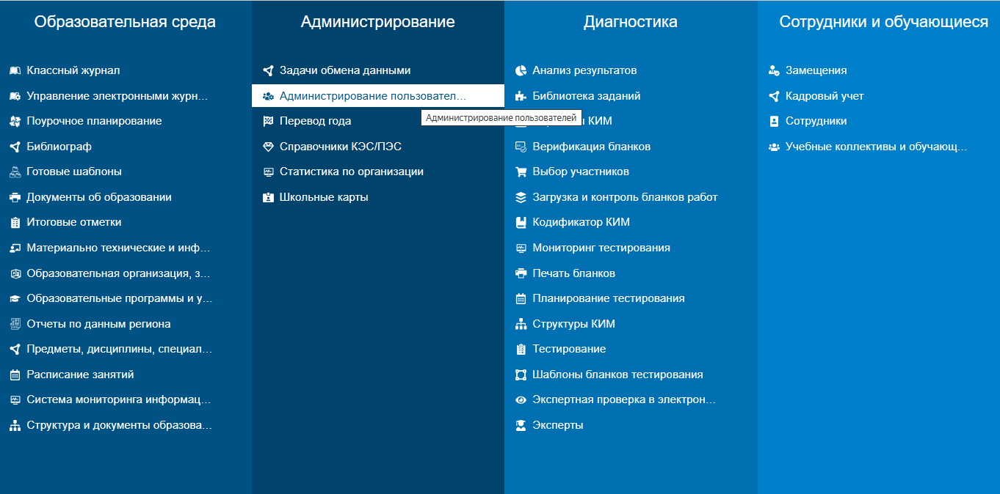 Образовательная среда
Классный журнал
Управление электронными журн...
Поурочное планирование
Библиограф
Готовые шаблоны
Документы об образовании
Итоговые отметки
Материально технические и инф...
Образовательная организация, з...
Образовательные программы и у...
Отчеты по данным региона
Предметы, дисциплины, специал...
Расписание занятий
Система мониторинга информац...
Структура и документы образова...
Администрирование
Задачи обмена данными
Администрирование пользовател...
Администрирование пользователей
Перевод года
Справочники КЭС/ПЭС
Статистика по организации
Школьные карты
Диагностика
Анализ результатов
Библиотека заданий
КИМ
Верификация бланков
Выбор участников
Загрузка и контроль бланков работ
Кодификатор КИМ
Мониторинг тестирования
Печать бланков
Планирование тестирования
Структуры КИМ
Тестирование
Шаблоны бланков тестирования
Экспертная проверка в электрон...
Эксперты
Сотрудники и обучающиеся
Замещения
Кадровый учет
Сотрудники
Учебные коллективы и обучающ...